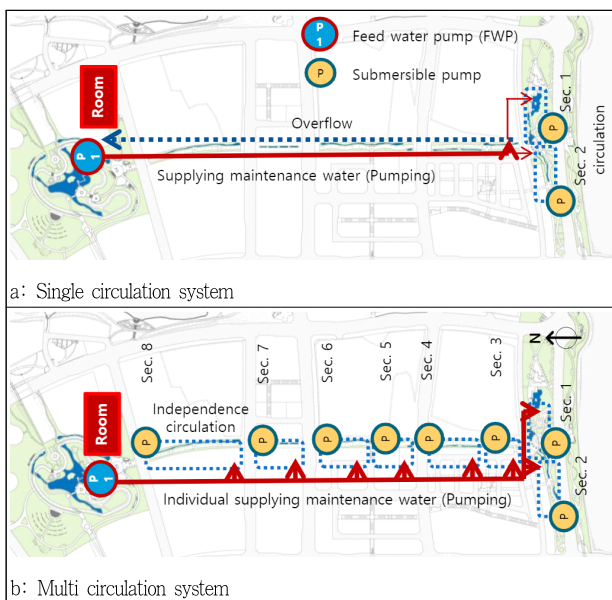 P
1
Feed water pump (FWP)
P
Submersible pump
Room
Overflow
P
1
Supplying maintenance water (Pumping)
Sec. 1
P
Sec. 2
P
circulation
a: Single circulation system
Sec. 8
Sec. 7
Sec. 6
Sec. 5
Sec. 4
Sec. 3
N
Room
Independence
circulation
P
P
P
P
P
P
P
Sec. 1
Sec. 2
P
1
Individual supplying maintenance water (Pumping)
P
b: Multi circulation system